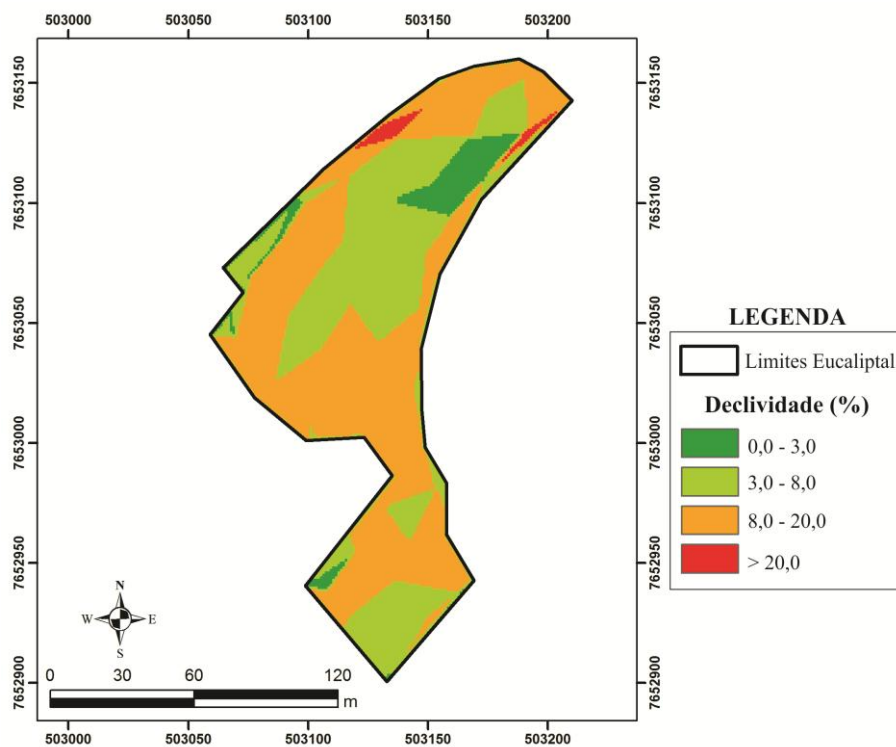 503000 503050 503100 503150 503200
7653150
7653100
7653050
7653000
7652950
7652900
7653150
7653100
7653050
7653000
7652950
7652900
LEGENDA
Limites Eucaliptal
Declividade (%)
0,0 - 3,0
3,0 - 8,0
8,0 - 20,0
> 20,0
N
W E
S
0 30 60 120
m
503000 503050 503100 503150 503200